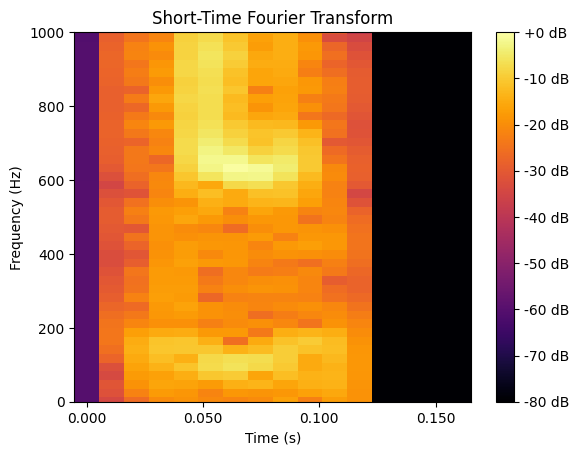 Short-Time Fourier Transform
1000
800
600
400
200
0
Frequency (Hz)
0.000
0.050
0.100
0.150
Time (s)
+0 dB
-10 dB
-20 dB
-30 dB
-40 dB
-50 dB
-60 dB
-70 dB
-80 dB